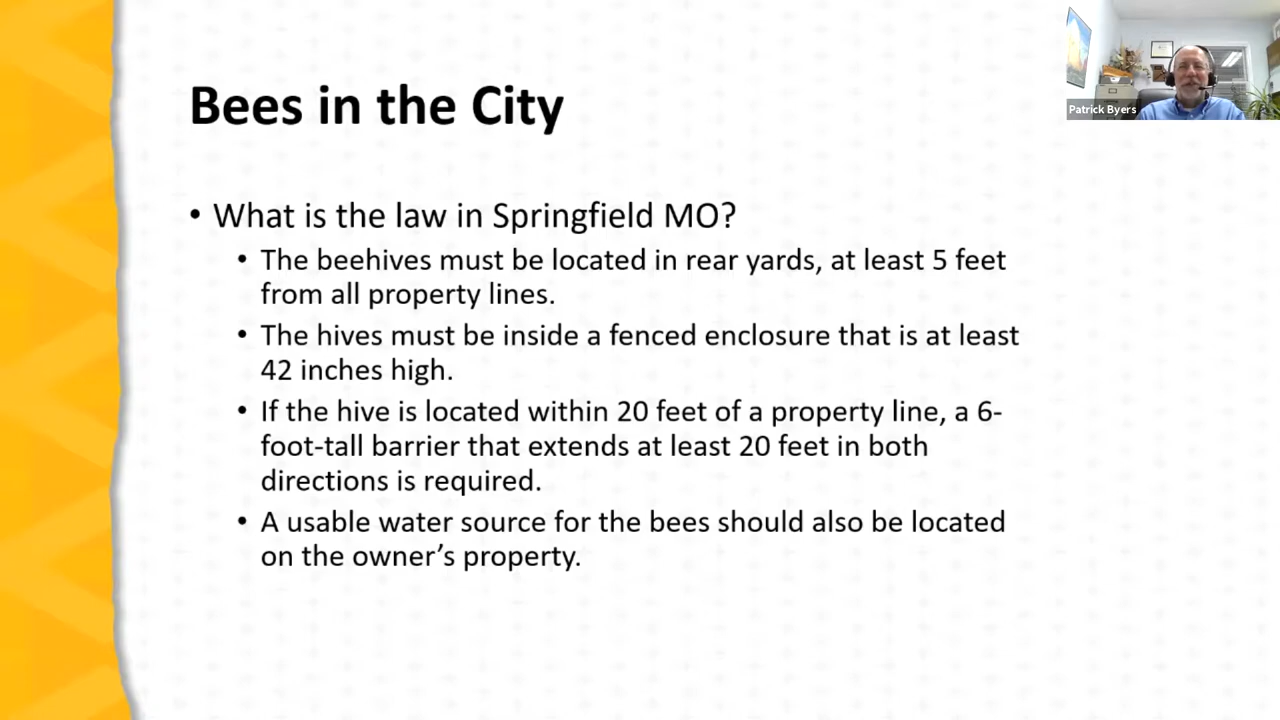 Bees in the City
Patrick Byers
• What is the law in Springfield MO?
• The beehives must be located in rear yards, at least 5 feet
from all property lines.
• The hives must be inside a fenced enclosure that is at least
42 inches high.
• If the hive is located within 20 feet of a property line, a 6-
foot-tall barrier that extends at least 20 feet in both
directions is required.
• A usable water source for the bees should also be located
on the owner’s property.